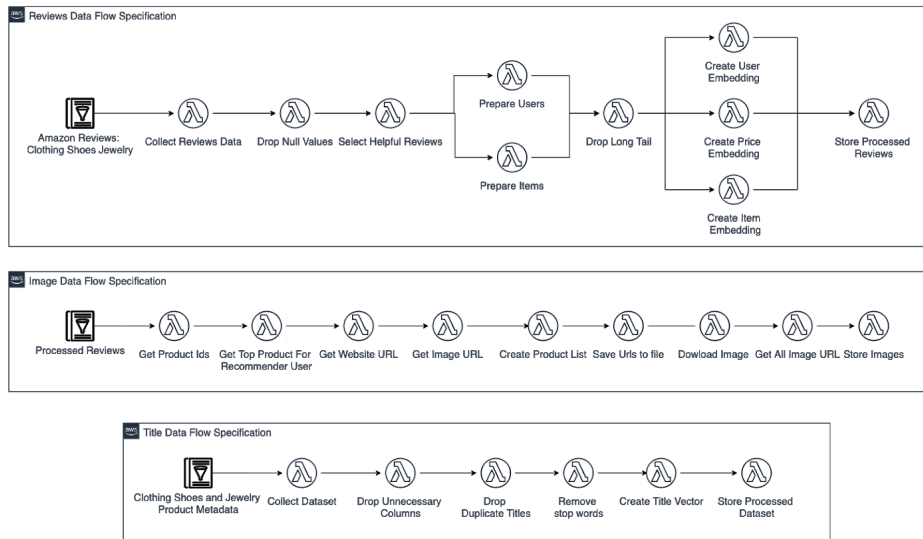 aws Reviews Data Flow Specification
Create User
Embedding
Prepare Users
Amazon Reviews:
Clothing Shoes Jewelry
Collect Reviews Data
Drop Null Values
Select Helpful Reviews
Drop Long Tail
Create Price
Embedding
Store Processed
Reviews
Prepare Items
Create Item
Embedding
aws Image Data Flow Specification
Processed Reviews
Get Product Ids
Get Top Product For
Recommender User
Get Website URL
Get Image URL
Create Product List
Save Urls to file
Dowload Image
Get All Image URL
Store Images
aws Title Data Flow Specification
Clothing Shoes and Jewelry
Product Metadata
Collect Dataset
Drop Unnecessary
Columns
Drop
Duplicate Titles
Remove
stop words
Create Title Vector
Store Processed
Dataset